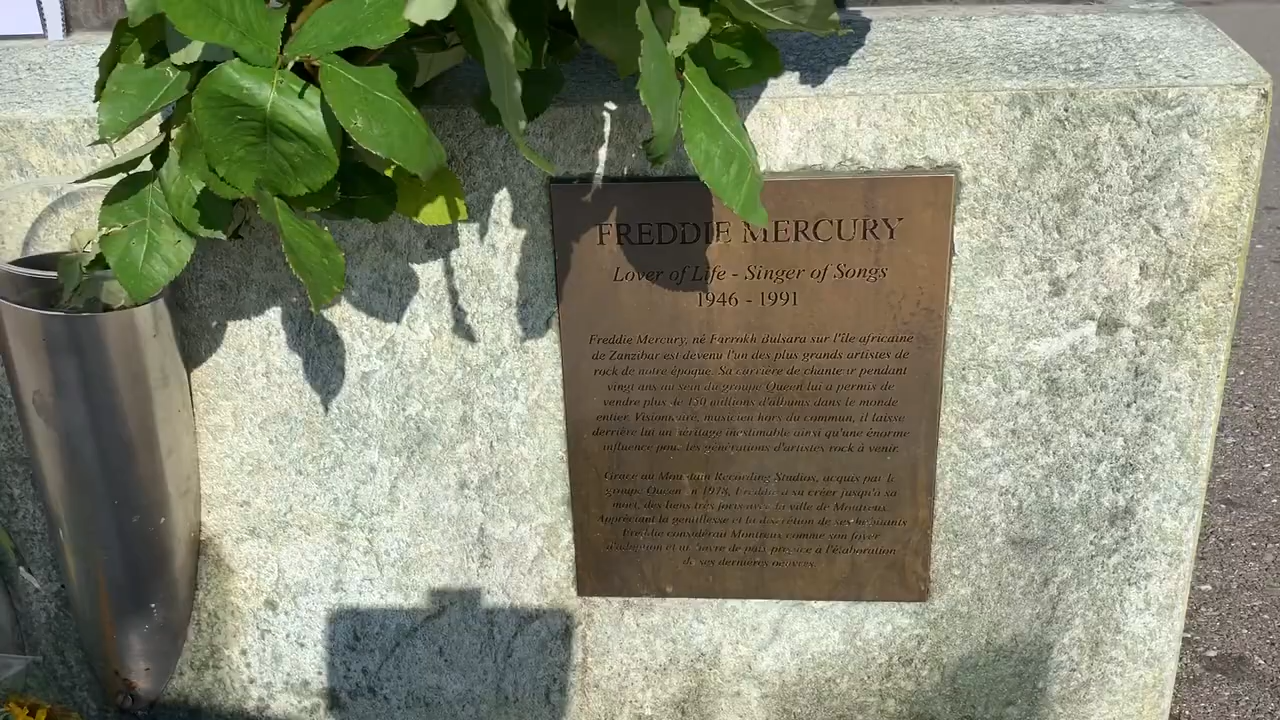 FREDDIE MERCURY
Lover of Life - Singer of Songs
1946 - 1991
Freddie Mercury, né Farrokh Bulsara sur l'île africaine
de Zanzibar est devenu l'un des plus grands artistes de
rock de notre époque. Sa carrière de chanteur pendant
vingt ans au sein du groupe Queen lui a permis de
vendre plus de 150 millions d'albums dans le monde
entier. Visionnaire, musicien hors du commun, il laisse
derrière lui un héritage inestimable ainsi qu'une énorme
influence pour les générations d'artistes rock à venir.
Grâce au Mountain Recording Studios, acquis par le
groupe Queen en 1978, Freddie a su créer jusqu'à sa
mort, des liens très forts avec la ville de Montreux.
Appréciant la gentillesse et la discrétion de ses habitants
Freddie considérait Montreux comme son foyer
d'adoption et un havre de paix propice à l'élaboration
de ses dernières oeuvres.